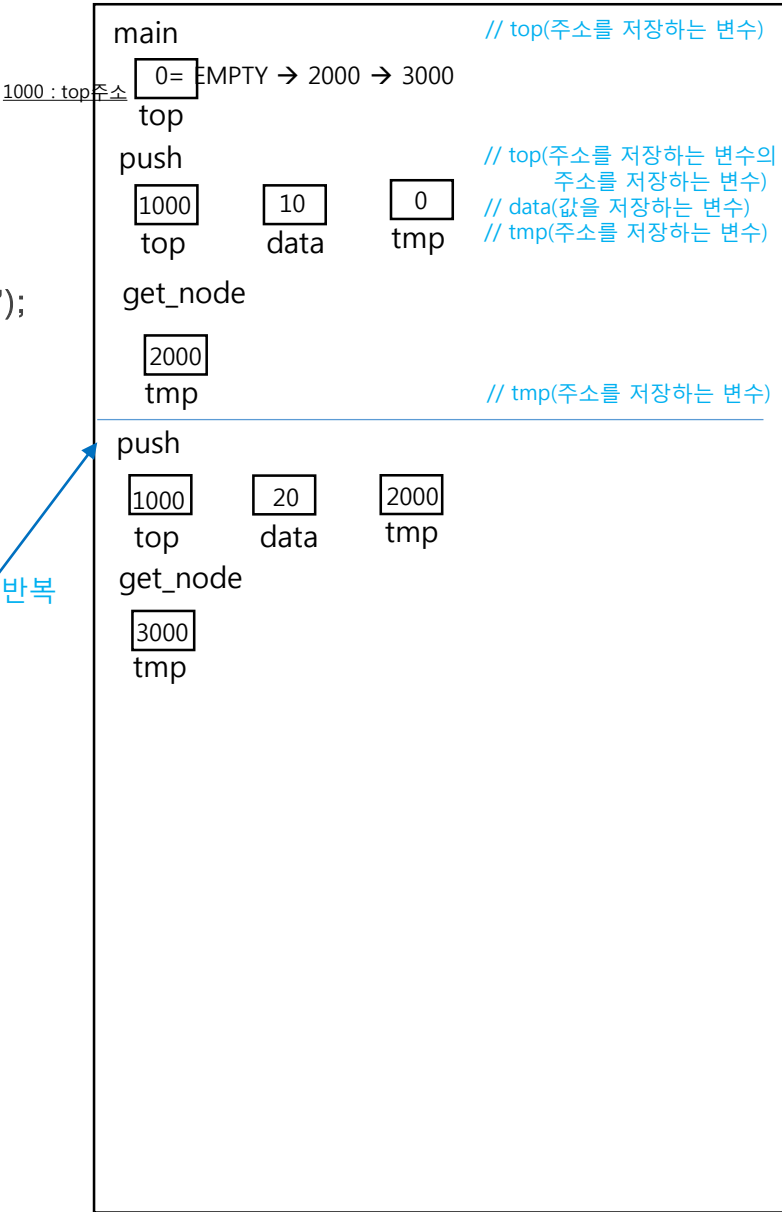 main
// top(주소를 저장하는 변수)
0= EMPTY → 2000 → 3000
1000 : top주소
top
push
// top(주소를 저장하는 변수의
주소를 저장하는 변수)
1000 10 0
// data(값을 저장하는 변수)
top data tmp
// tmp(주소를 저장하는 변수)
get_node
");
2000
tmp
// tmp(주소를 저장하는 변수)
push
1000 20 2000
top data tmp
get_node
반복
3000
tmp